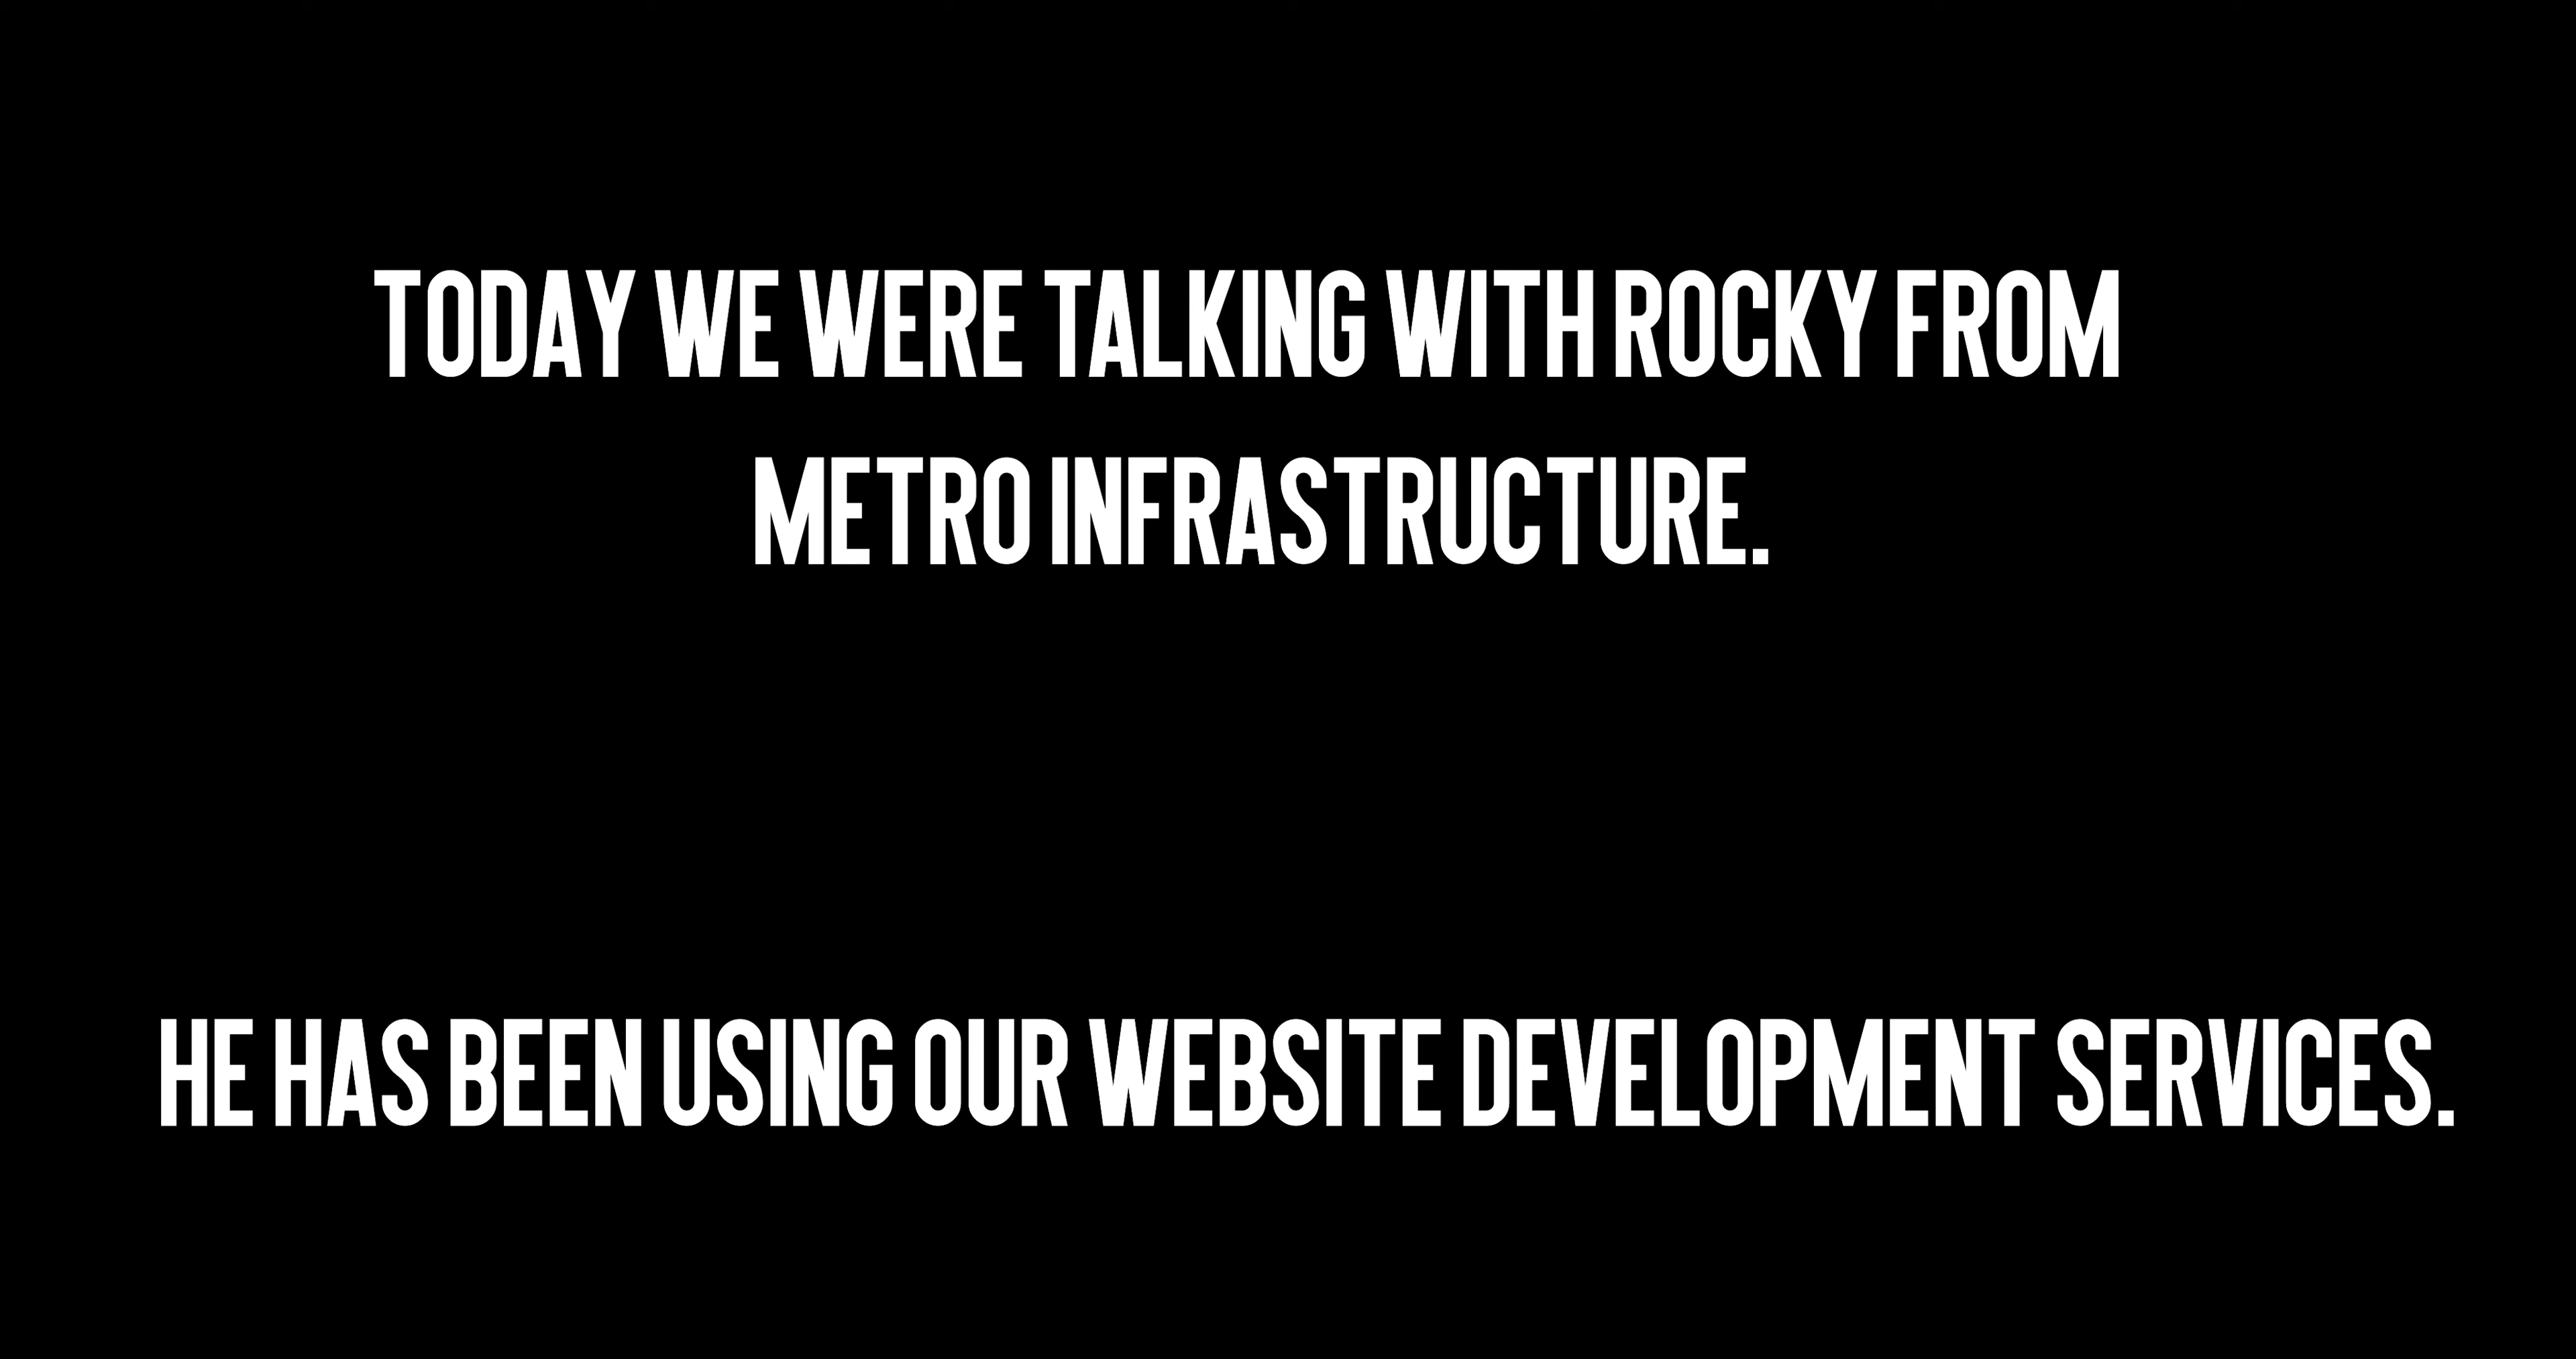 TODAY WE WERE TALKING WITH ROCKY FROM
METRO INFRASTRUCTURE.
HE HAS BEEN USING OUR WEBSITE DEVELOPMENT SERVICES.